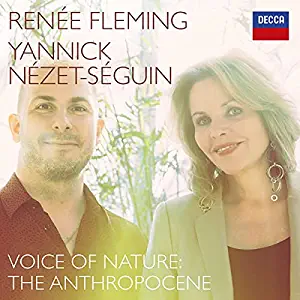 RENÉE FLEMING
DECCA
YANNICK
NÉZET-SÉGUIN
VOICE OF NATURE:
THE ANTHROPOCENE